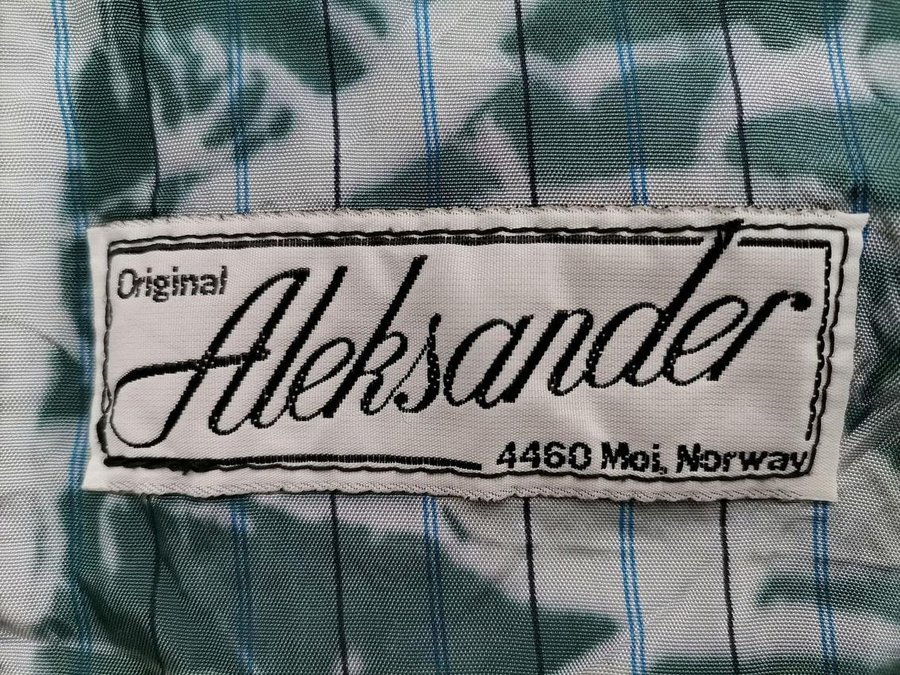 Original
Aleksander
4460 Moi, Norway